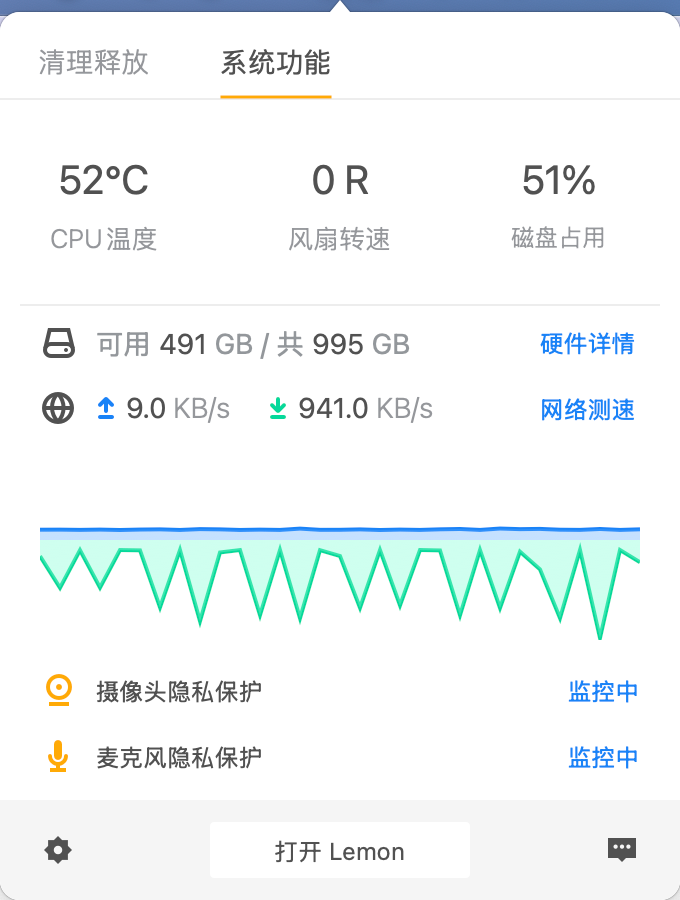 清理释放 系统功能
52°C 0 R 51%
CPU温度 风扇转速 磁盘占用
可用 491 GB / 共 995 GB 硬件详情
9.0 KB/s 941.0 KB/s 网络测速
摄像头隐私保护 监控中
麦克风隐私保护 监控中
打开 Lemon